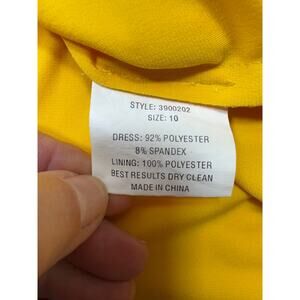 STYLE: 3900202
SIZE: 10
DRESS: 92% POLYESTER
8% SPANDEX
LINING: 100% POLYESTER
BEST RESULTS DRY CLEAN
MADE IN CHINA